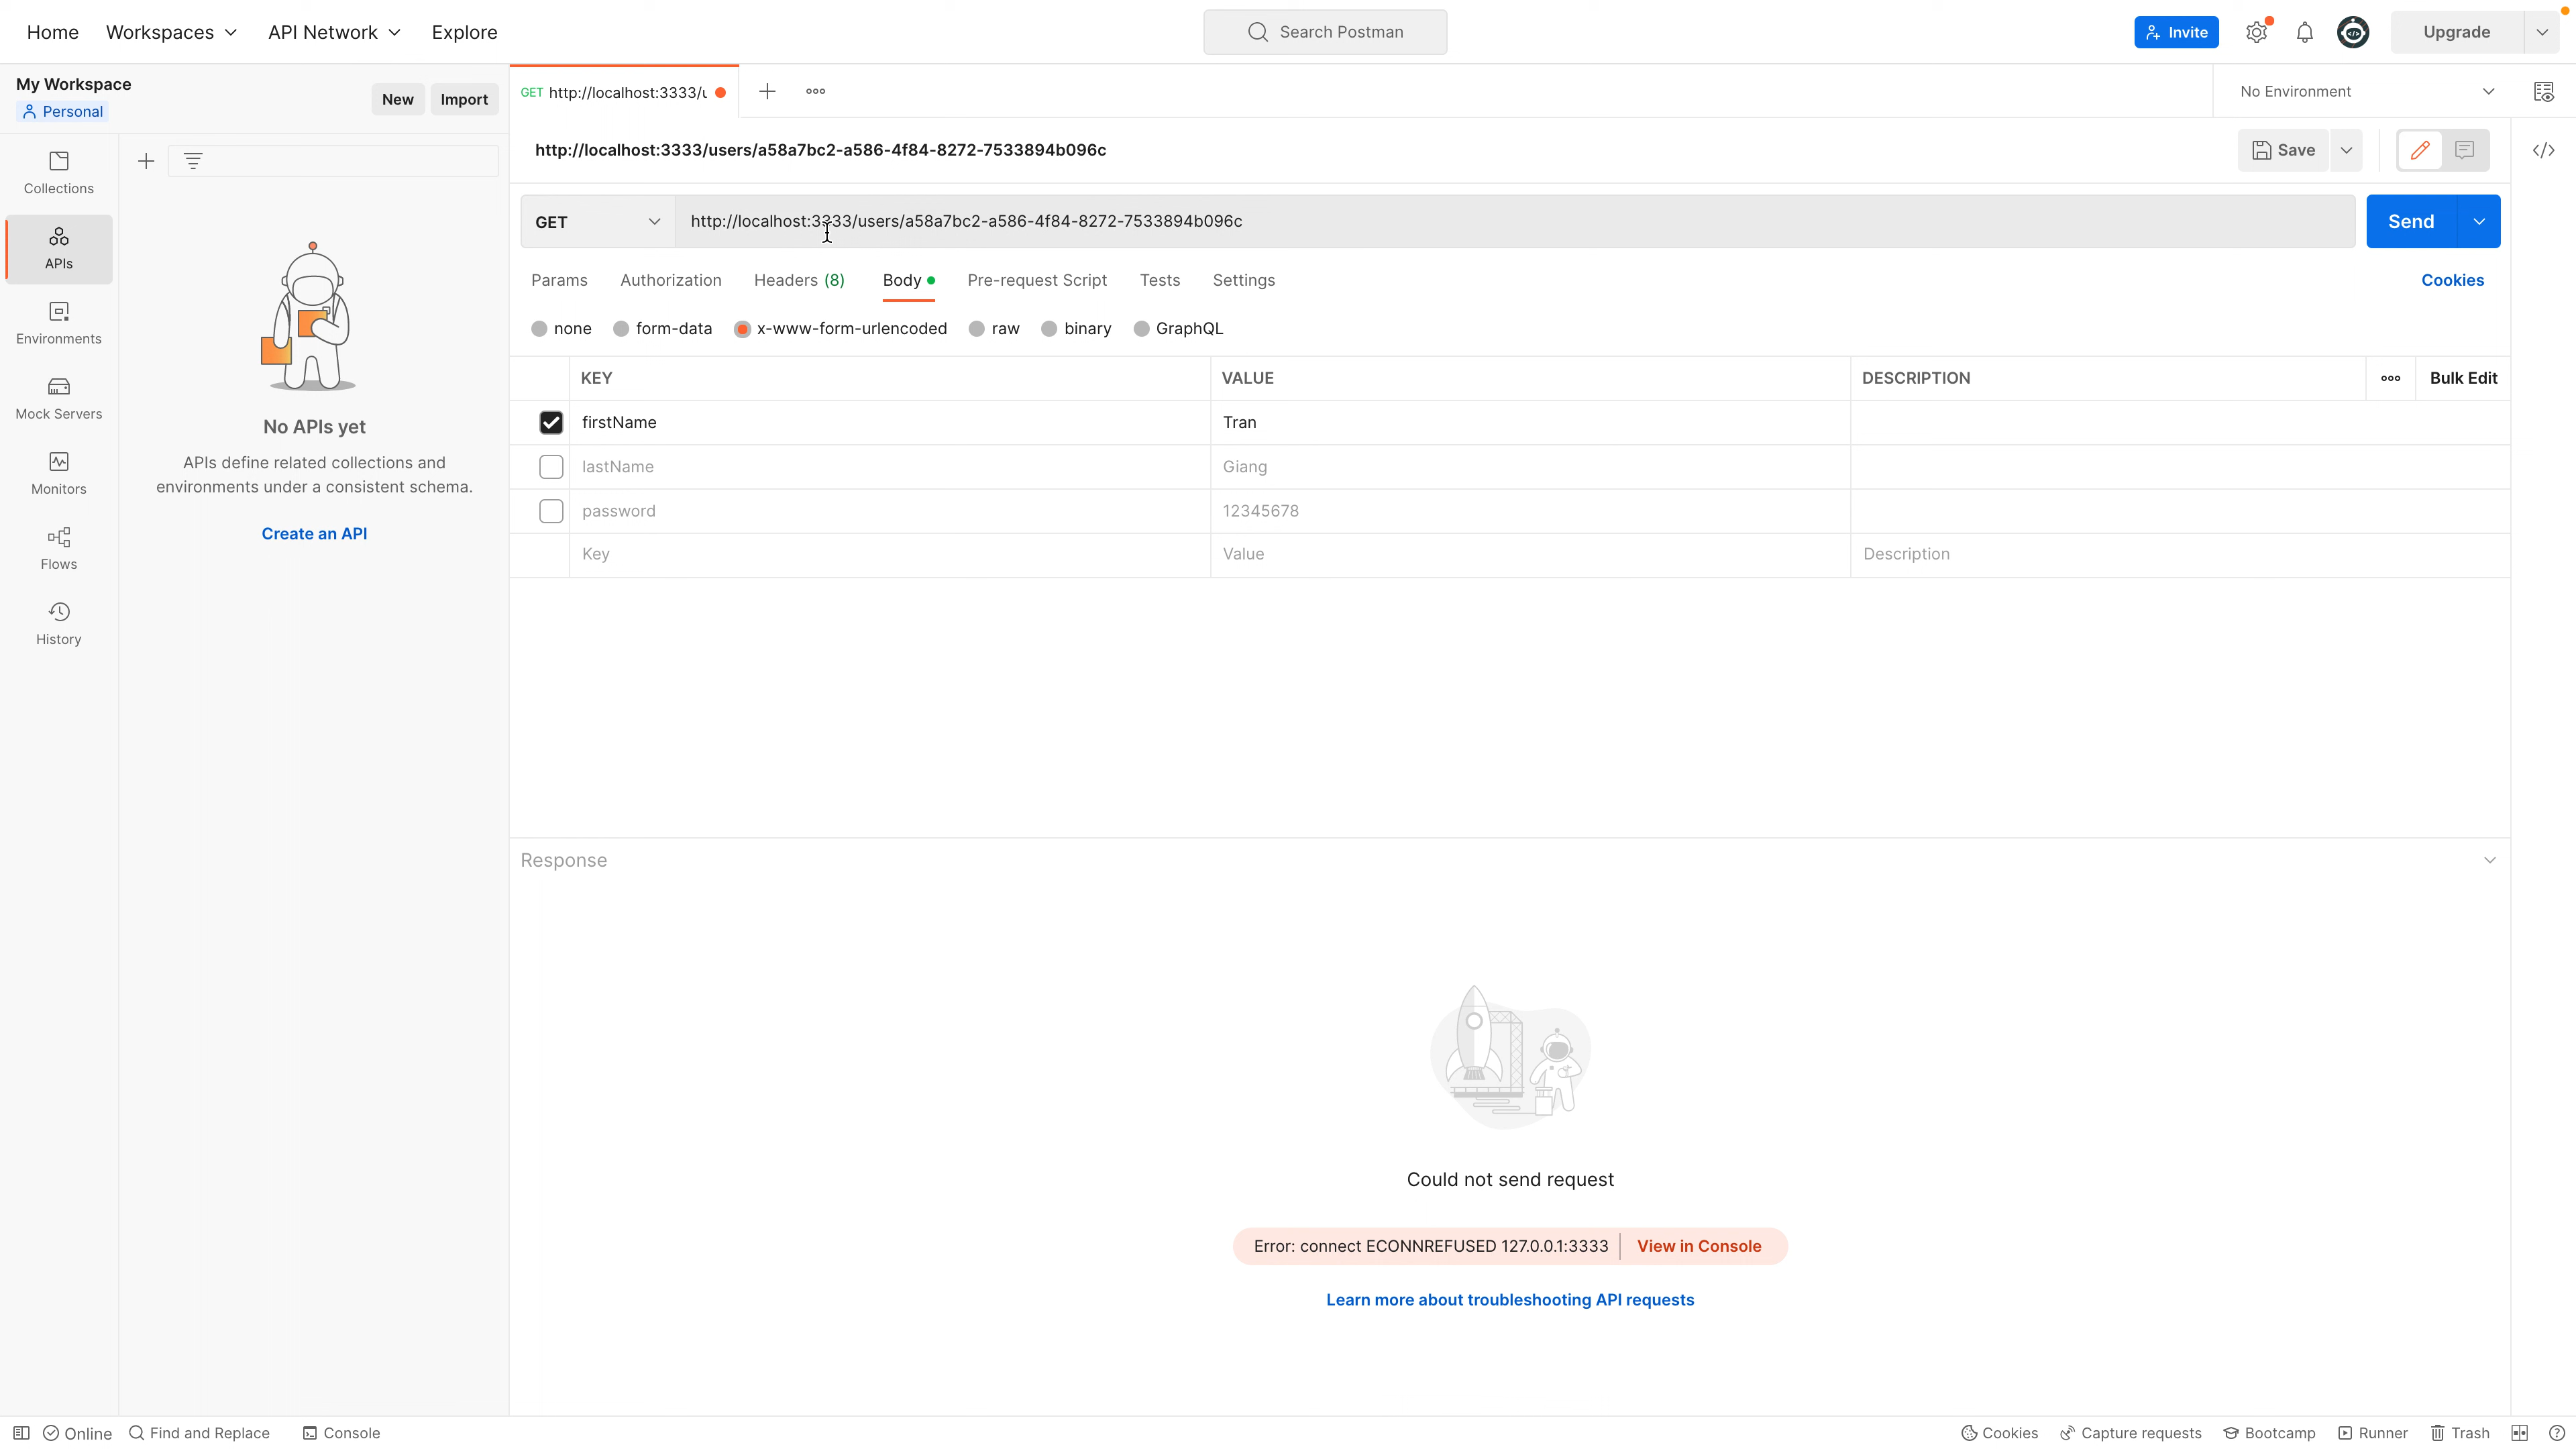 Home Workspaces API Network Explore Search Postman Invite Upgrade
My Workspace
Personal
New Import
GET http://localhost:3333/u
No Environment
http://localhost:3333/users/a58a7bc2-a586-4f84-8272-7533894b096c
Save
GET http://localhost:3333/users/a58a7bc2-a586-4f84-8272-7533894b096c Send
Params Authorization Headers (8) Body Pre-request Script Tests Settings Cookies
none form-data x-www-form-urlencoded raw binary GraphQL
KEY VALUE DESCRIPTION Bulk Edit
firstName Tran
lastName Giang
password 12345678
Key Value Description
Collections
APIs
Environments
Mock Servers
Monitors
Flows
History
No APIs yet
APIs define related collections and
environments under a consistent schema.
Create an API
Response
Could not send request
Error: connect ECONNREFUSED 127.0.0.1:3333 View in Console
Learn more about troubleshooting API requests
Online Find and Replace Console Cookies Capture requests Bootcamp Runner Trash